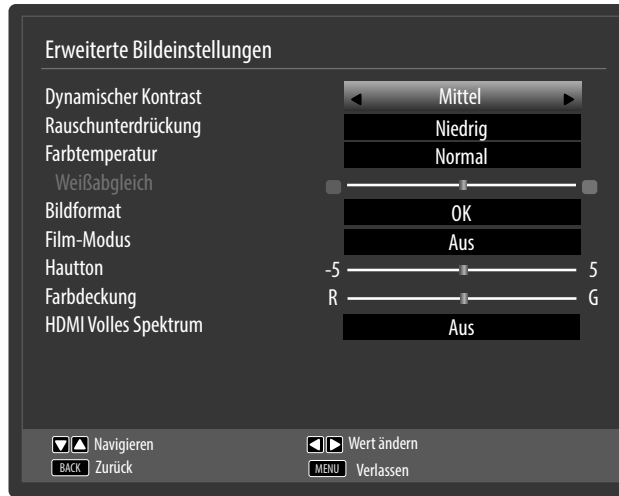 Erweiterte Bildeinstellungen
Dynamischer Kontrast Mittel
Rauschunterdrückung Niedrig
Farbtemperatur Normal
Weißabgleich
Bildformat OK
Film-Modus Aus
Hautton -5 5
Farbdeckung R G
HDMI Volles Spektrum Aus
Navigieren Wert ändern
BACK Zurück MENU Verlassen